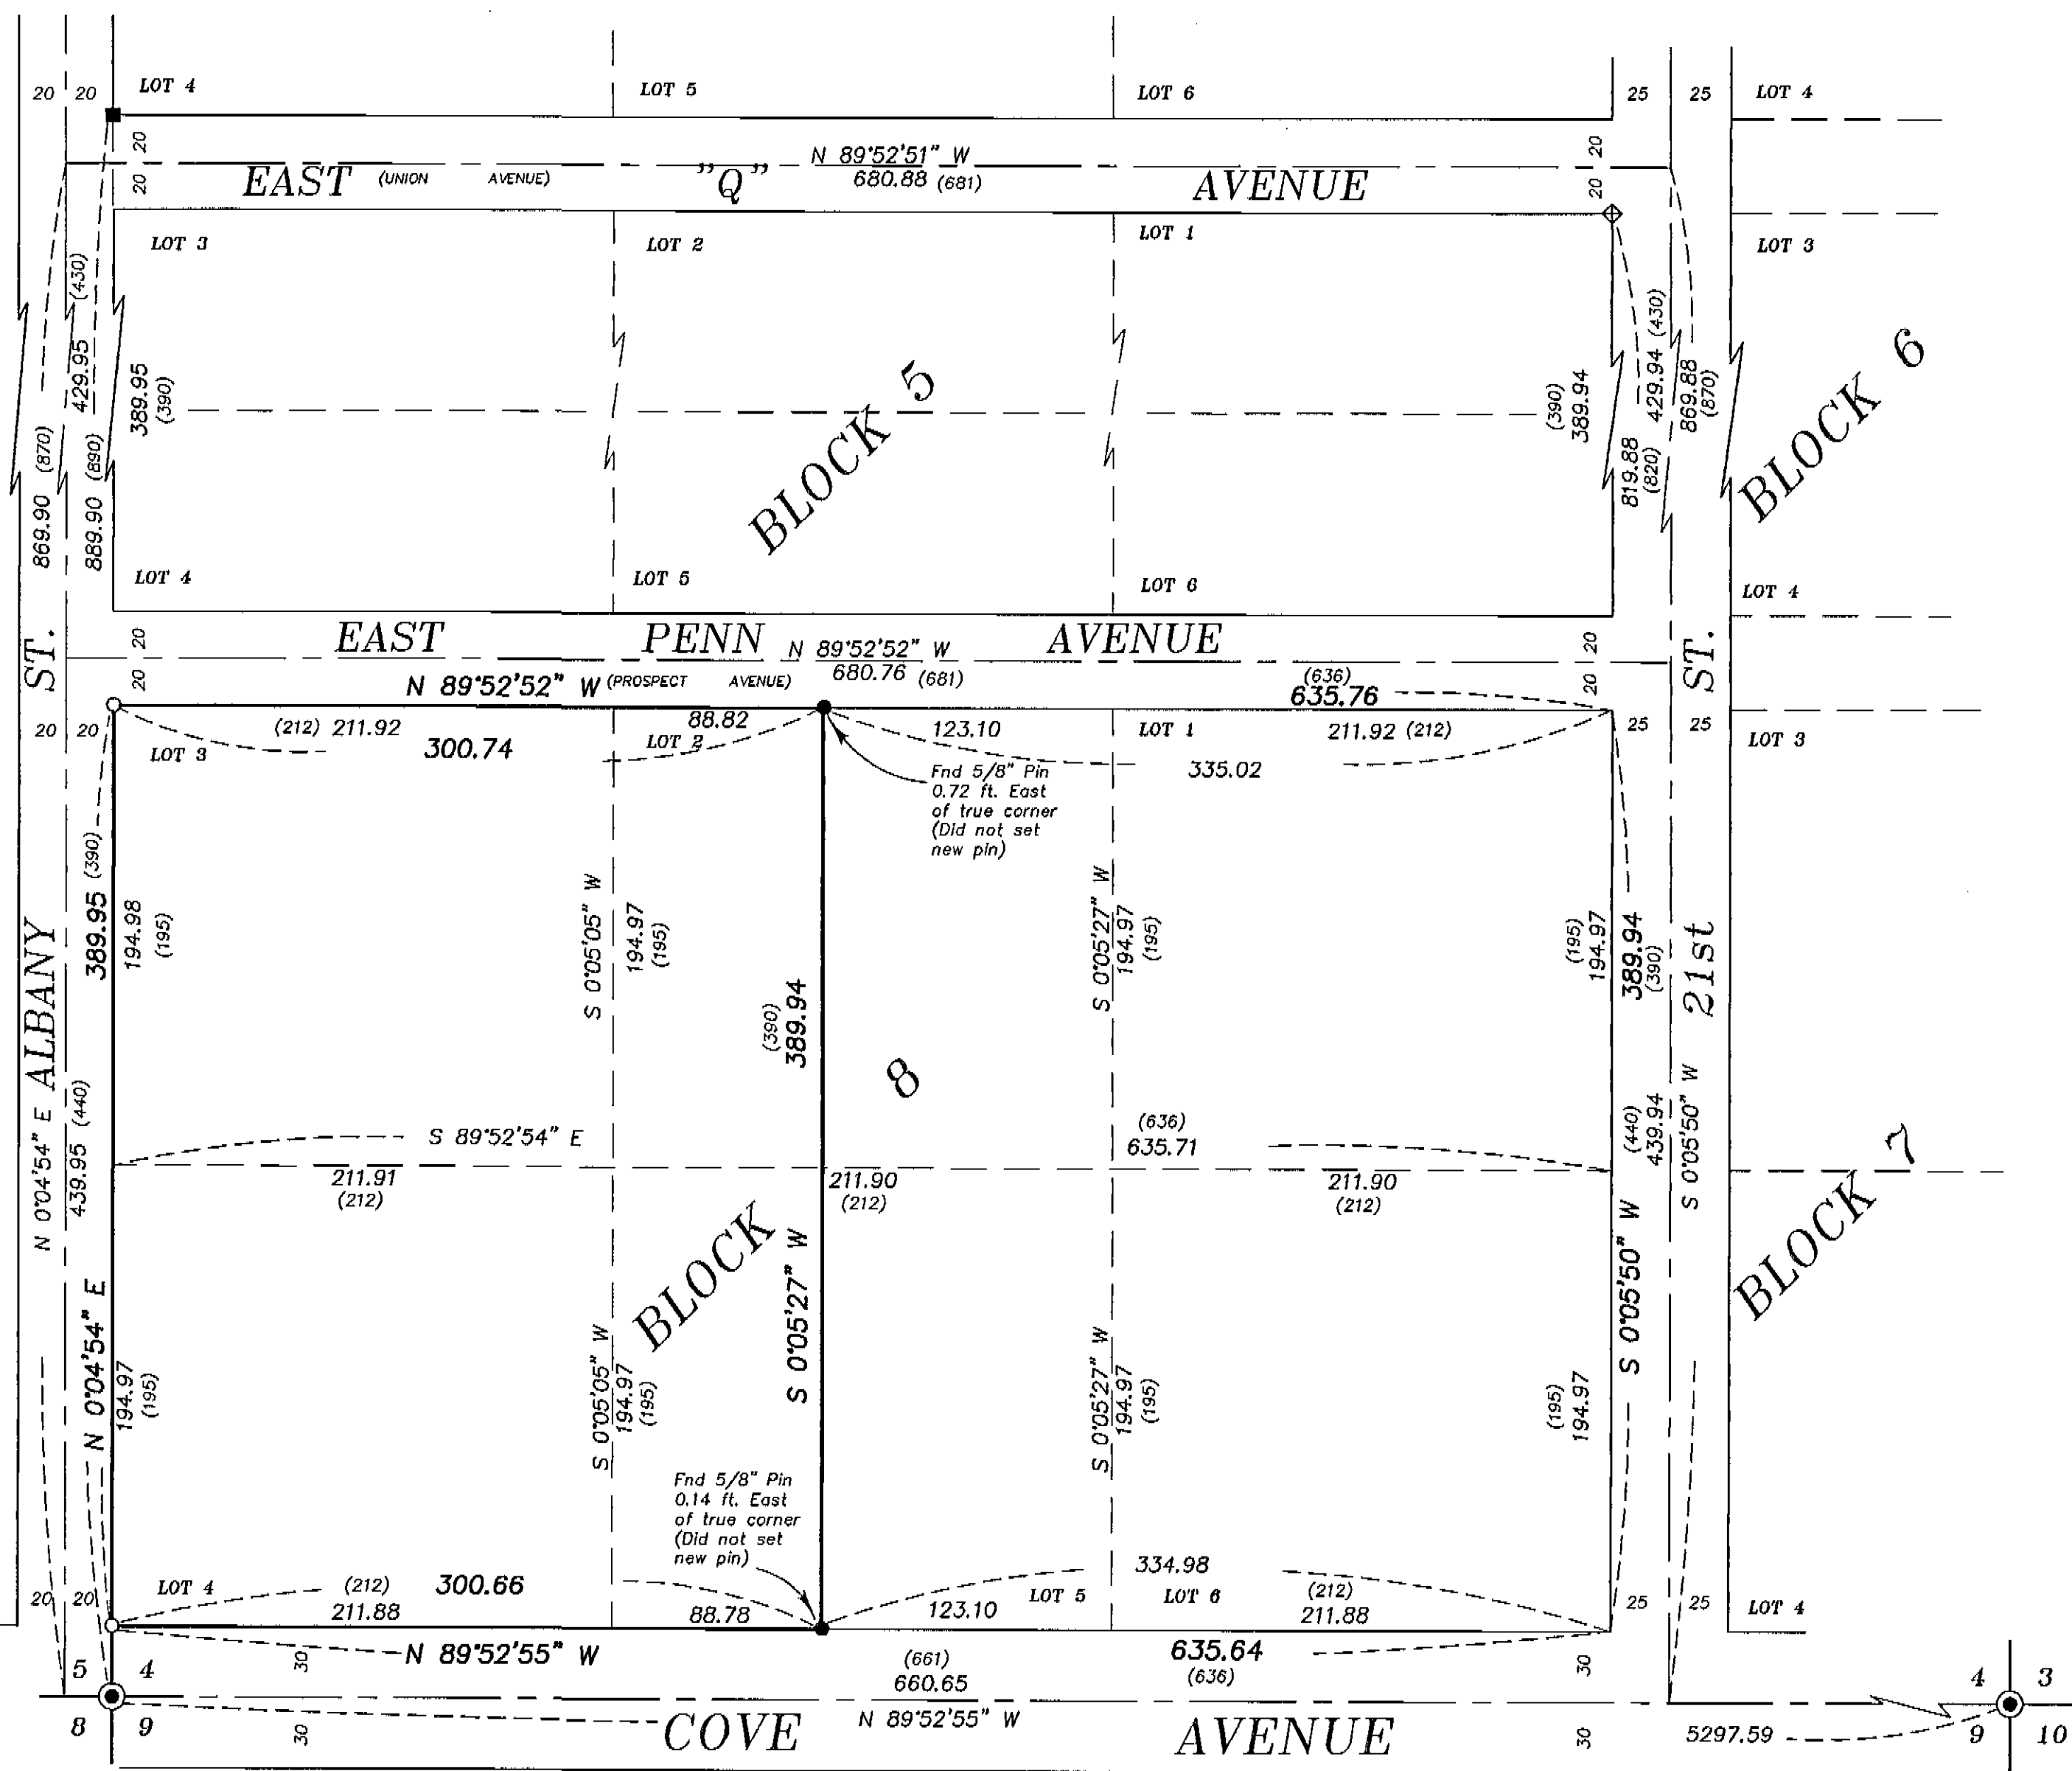 20
20
LOT 4
LOT 5
LOT 6
25
25
LOT 4
20
20
EAST
(UNION AVENUE)
"Q"
N 89°52'51" W
680.88 (681)
AVENUE
20
20
LOT 3
LOT 2
LOT 1
LOT 3
869.90 (870)
429.95 (430)
889.90 (890)
389.95
(390)
BLOCK 5
(390)
389.94
819.88
(820)
429.94 (430)
869.88
(870)
BLOCK 6
LOT 4
LOT 5
LOT 6
LOT 4
20
20
EAST
PENN
AVENUE
N 89°52'52" W
680.76 (681)
20
20
N 89°52'52" W
(PROSPECT AVENUE)
(636)
635.76
20
20
(212) 211.92
88.82
123.10
LOT 1
211.92 (212)
25
25
LOT 3
LOT 3
300.74
LOT 2
335.02
Fnd 5/8" Pin
0.72 ft. East
of true corner
(Did not set
new pin)
ALBANY ST.
N 0°04'54" E
439.95 (440)
389.95 (390)
194.98
(195)
S 0°05'05" W
194.97
(195)
(390)
389.94
S 0°05'27" W
194.97
(195)
(195)
194.97
389.94
(390)
21st ST.
S 0°05'50" W
(440)
439.94
8
S 89°52'54" E
(636)
635.71
211.91
(212)
211.90
(212)
211.90
(212)
BLOCK
BLOCK 7
N 0°04'54" E
194.97
(195)
S 0°05'05" W
194.97
(195)
S 0°05'27" W
S 0°05'27" W
194.97
(195)
(195)
194.97
S 0°05'50" W
Fnd 5/8" Pin
0.14 ft. East
of true corner
(Did not set
new pin)
20
20
LOT 4
(212)
211.88
300.66
88.78
123.10
LOT 5
334.98
LOT 6
(212)
211.88
25
25
LOT 4
5
4
30
N 89°52'55" W
(661)
660.65
635.64
(636)
30
4
3
8
9
30
COVE
N 89°52'55" W
AVENUE
30
5297.59
9
10